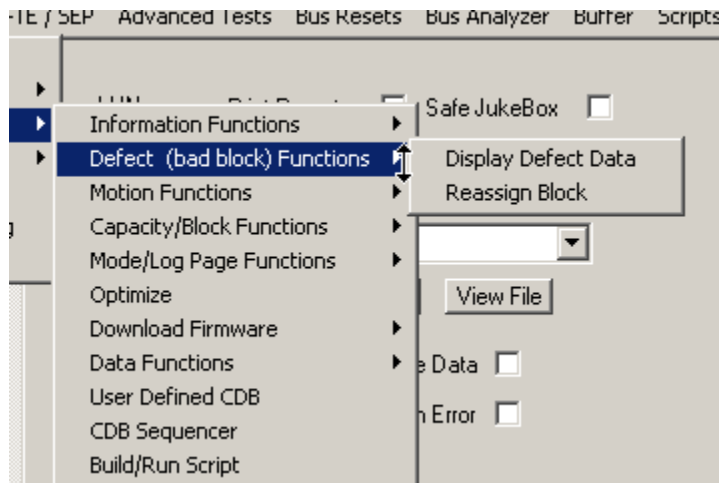 -TE / SEP Advanced Tests Bus Resets Bus Analyzer Buffer Scripts
Safe JukeBox
Information Functions
Defect (bad block) Functions
Display Defect Data
Motion Functions
Reassign Block
Capacity/Block Functions
Mode/Log Page Functions
Optimize
View File
Download Firmware
Data Functions
e Data
User Defined CDB
n Error
CDB Sequencer
Build/Run Script